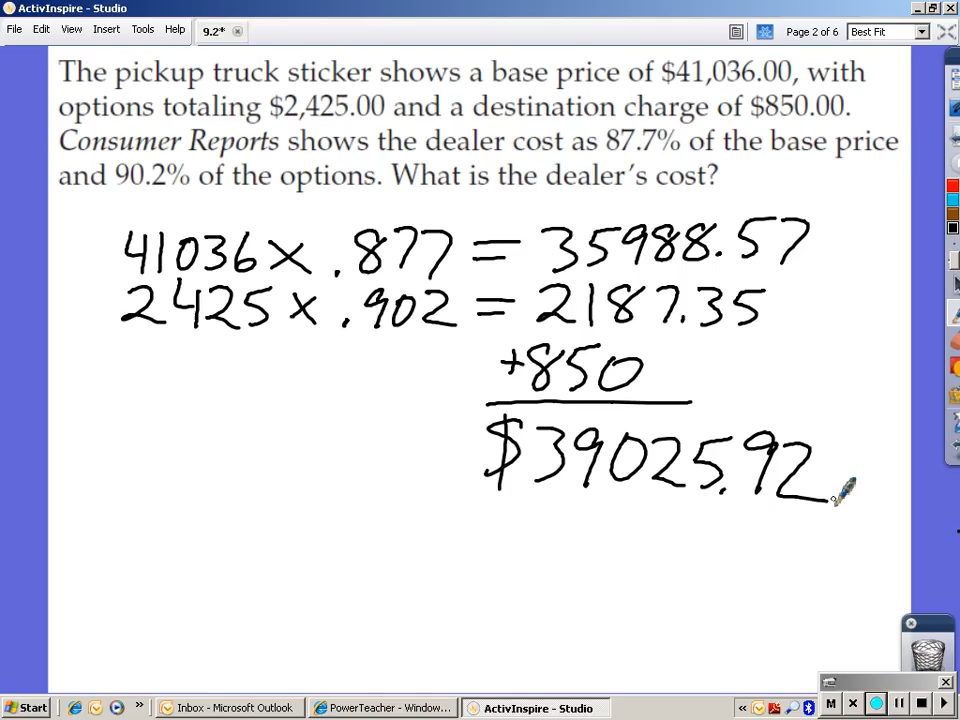 ActivInspire - Studio
File Edit View Insert Tools Help 9.2* Page 2 of 6 Best Fit
The pickup truck sticker shows a base price of $41,036.00, with
options totaling $2,425.00 and a destination charge of $850.00.
Consumer Reports shows the dealer cost as 87.7% of the base price
and 90.2% of the options. What is the dealer's cost?
41036 x .877 = 35988.57
2425 x .902 = 2187.35
+850
$39025.92
M
Start » Inbox - Microsoft Outlook PowerTeacher - Window... ActivInspire - Studio «